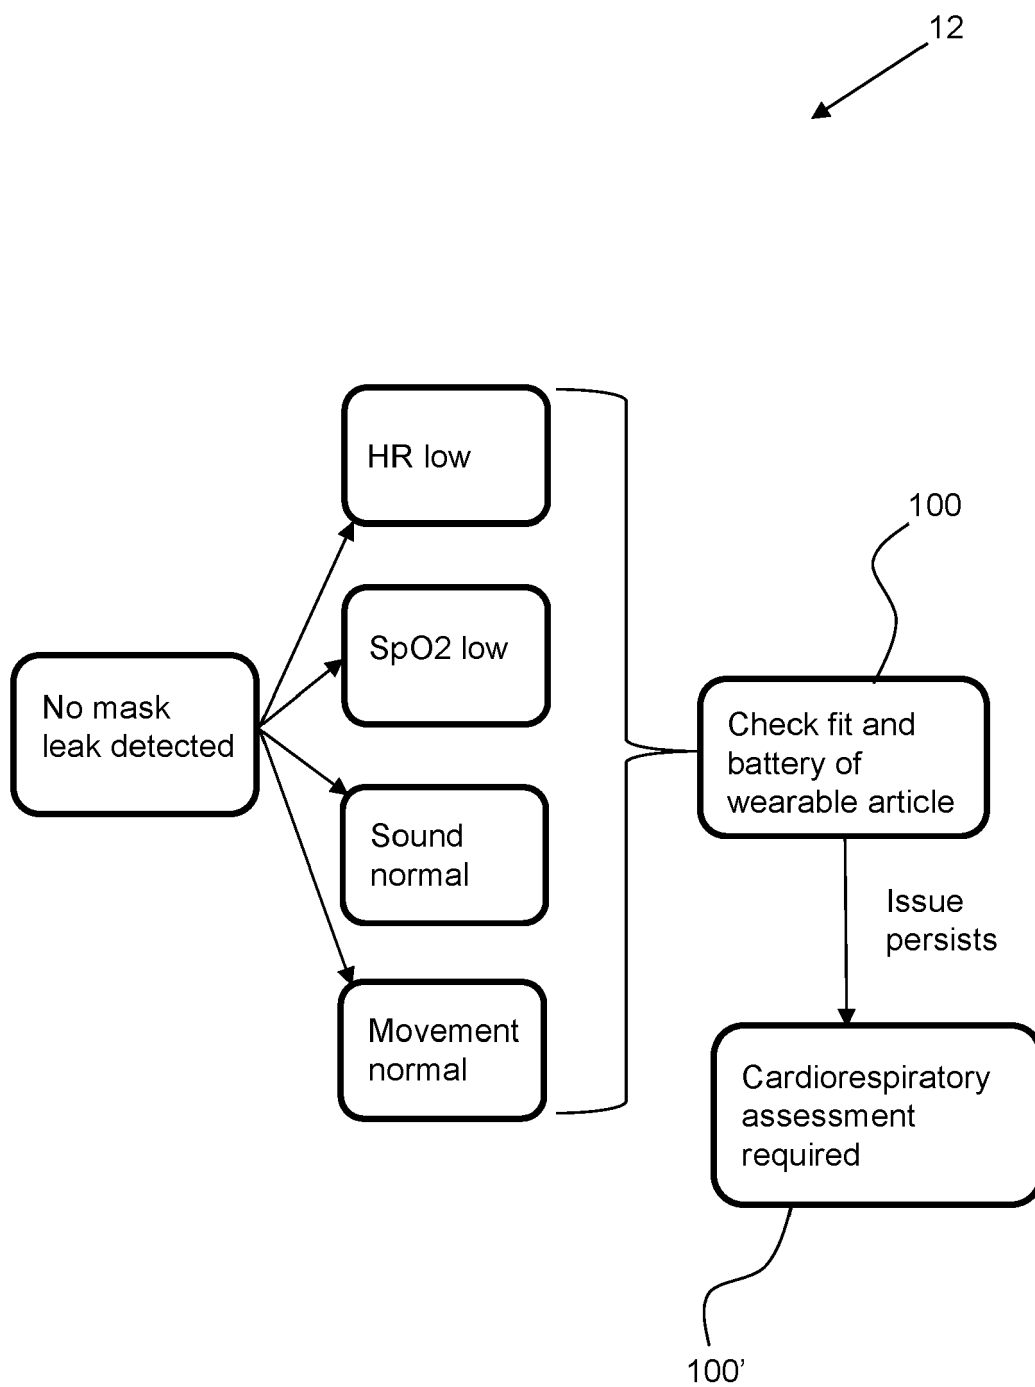 12
HR low
100
SpO2 low
No mask
leak detected
Check fit and
battery of
wearable article
Sound
normal
Issue
persists
Movement
normal
Cardiorespiratory
assessment
required
100’